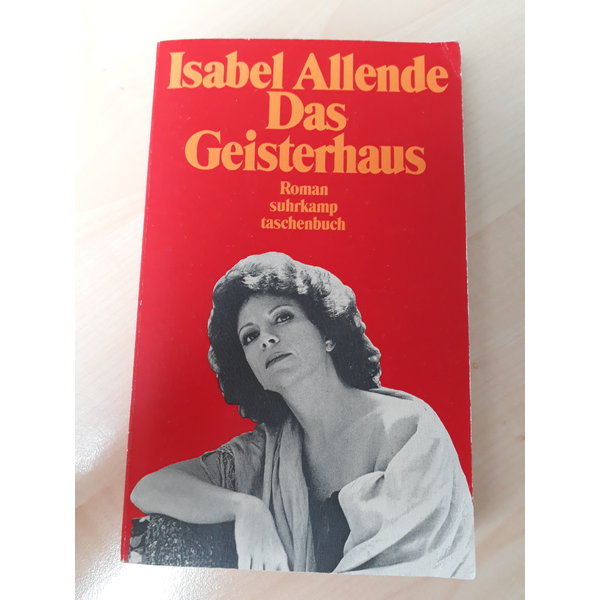 Isabel Allende
Das
Geisterhaus
Roman
suhrkamp
taschenbuch